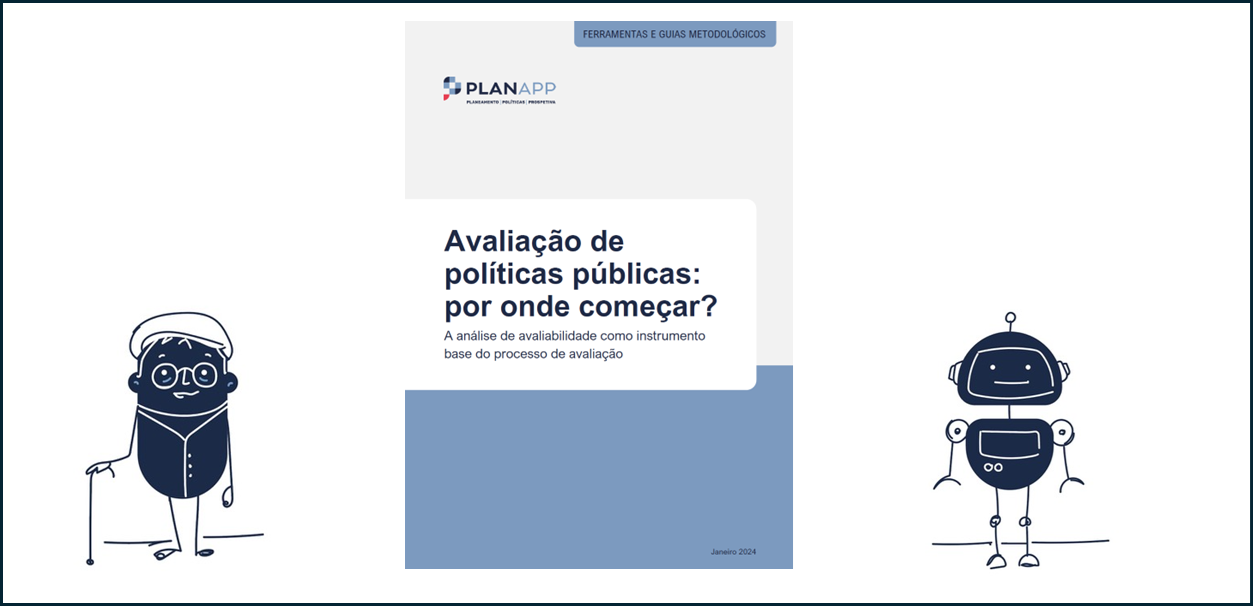 FERRAMENTAS E GUIAS METODOLÓGICOS
PLANAPP
PLANEAMENTO | POLÍTICAS | PROSPETIVA
Avaliação de
políticas públicas:
por onde começar?
A análise de avaliabilidade como instrumento
base do processo de avaliação
Janeiro 2024